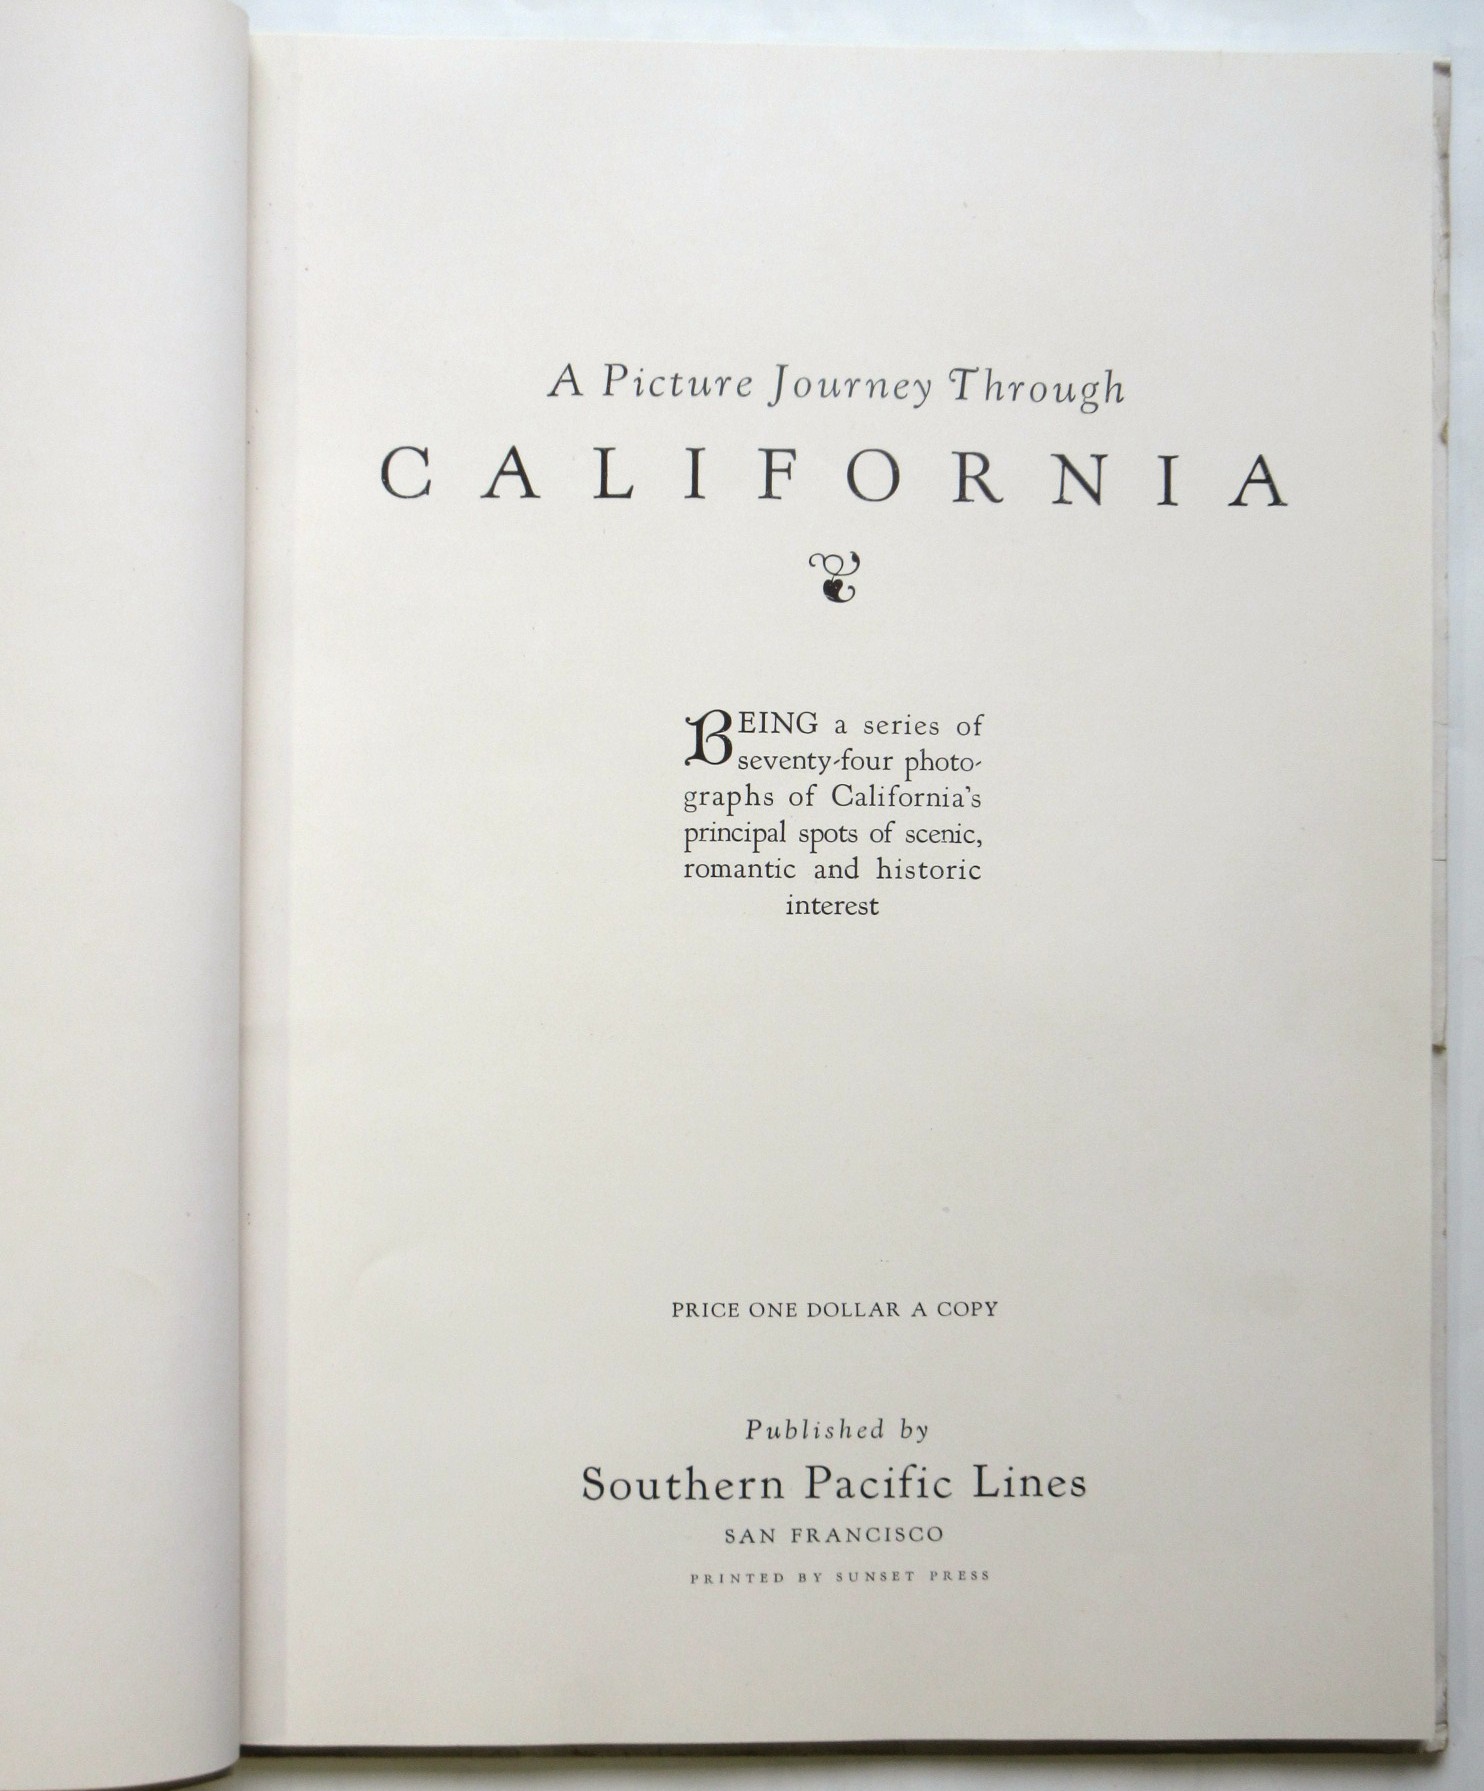 A Picture Journey Through
CALIFORNIA
BEING a series of
seventy-four photo-
graphs of California's
principal spots of scenic,
romantic and historic
interest
PRICE ONE DOLLAR A COPY
Published by
Southern Pacific Lines
SAN FRANCISCO
PRINTED BY SUNSET PRESS